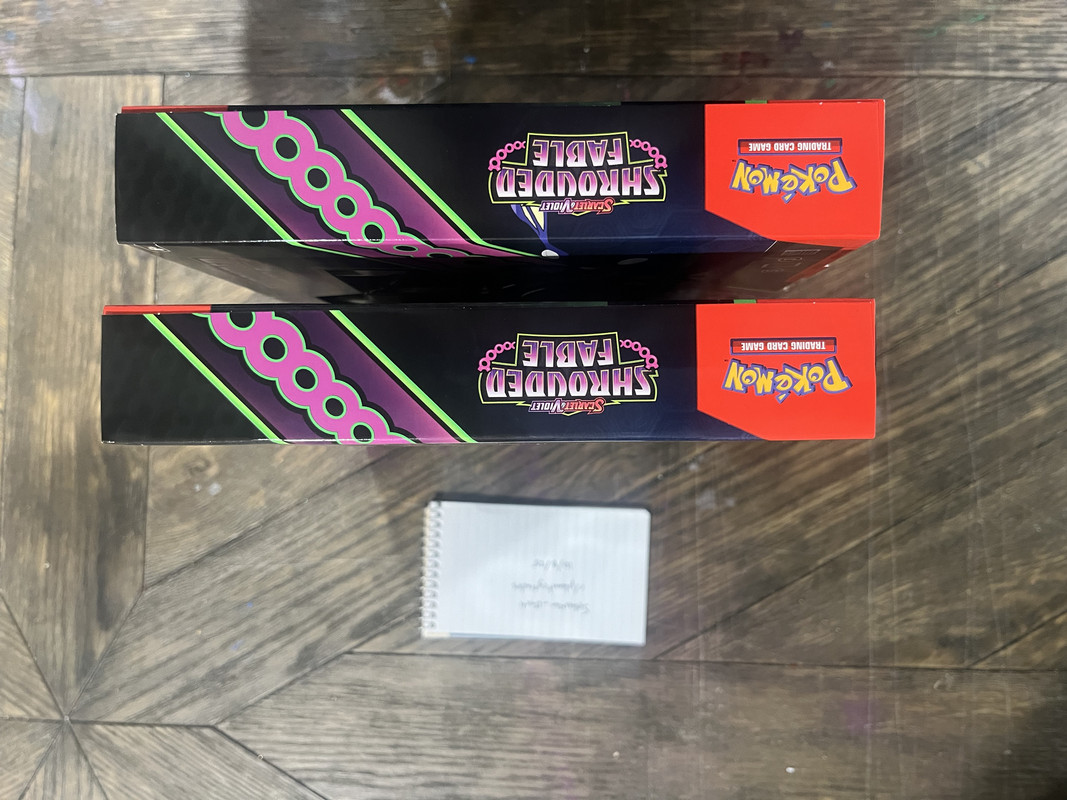 POKéMON
TRADING CARD GAME
SCARLET & VIOLET
SHROUDED
FABLE
POKéMON
TRADING CARD GAME
SCARLET & VIOLET
SHROUDED
FABLE